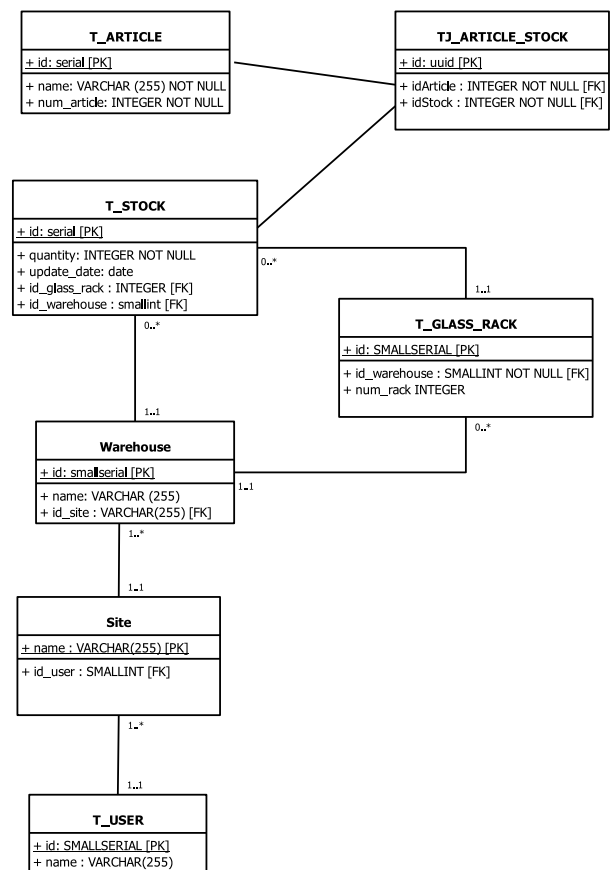 T_ARTICLE
+ id: serial [PK]
+ name: VARCHAR (255) NOT NULL
+ num_article: INTEGER NOT NULL
TJ_ARTICLE_STOCK
+ id: uuid [PK]
+ idArticle : INTEGER NOT NULL [FK]
+ idStock : INTEGER NOT NULL [FK]
T_STOCK
+ id: serial [PK]
+ quantity: INTEGER NOT NULL
+ update_date: date
+ id_glass_rack : INTEGER [FK]
+ id_warehouse : smallint [FK]
0..*
1..1
0..*
T_GLASS_RACK
+ id: SMALLSERIAL [PK]
+ id_warehouse : SMALLINT NOT NULL [FK]
+ num_rack INTEGER
0..*
1..1
Warehouse
+ id: smallserial [PK]
+ name: VARCHAR (255)
+ id_site : VARCHAR(255) [FK]
1..1
1..*
1..1
Site
+ name : VARCHAR(255) [PK]
+ id_user : SMALLINT [FK]
1..*
1..1
T_USER
+ id: SMALLSERIAL [PK]
+ name : VARCHAR(255)